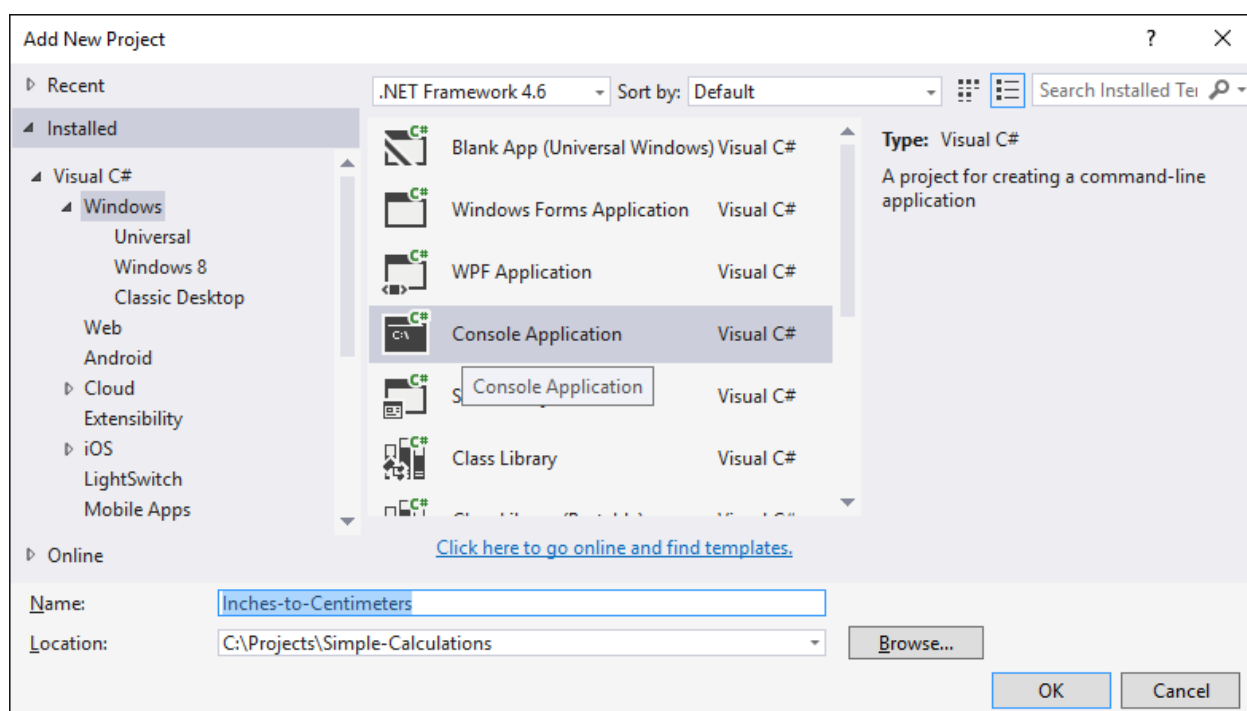 Add New Project
? ×
Recent
Installed
Visual C#
Windows
Universal
Windows 8
Classic Desktop
Web
Android
Cloud
Extensibility
iOS
LightSwitch
Mobile Apps
Online
.NET Framework 4.6 Sort by: Default
Search Installed Te
Blank App (Universal Windows) Visual C#
Windows Forms Application Visual C#
WPF Application Visual C#
Console Application Visual C#
Console Application
Visual C#
Class Library Visual C#
Click here to go online and find templates.
Type: Visual C#
A project for creating a command-line
application
Name: Inches-to-Centimeters
Location: C:\Projects\Simple-Calculations Browse...
OK Cancel